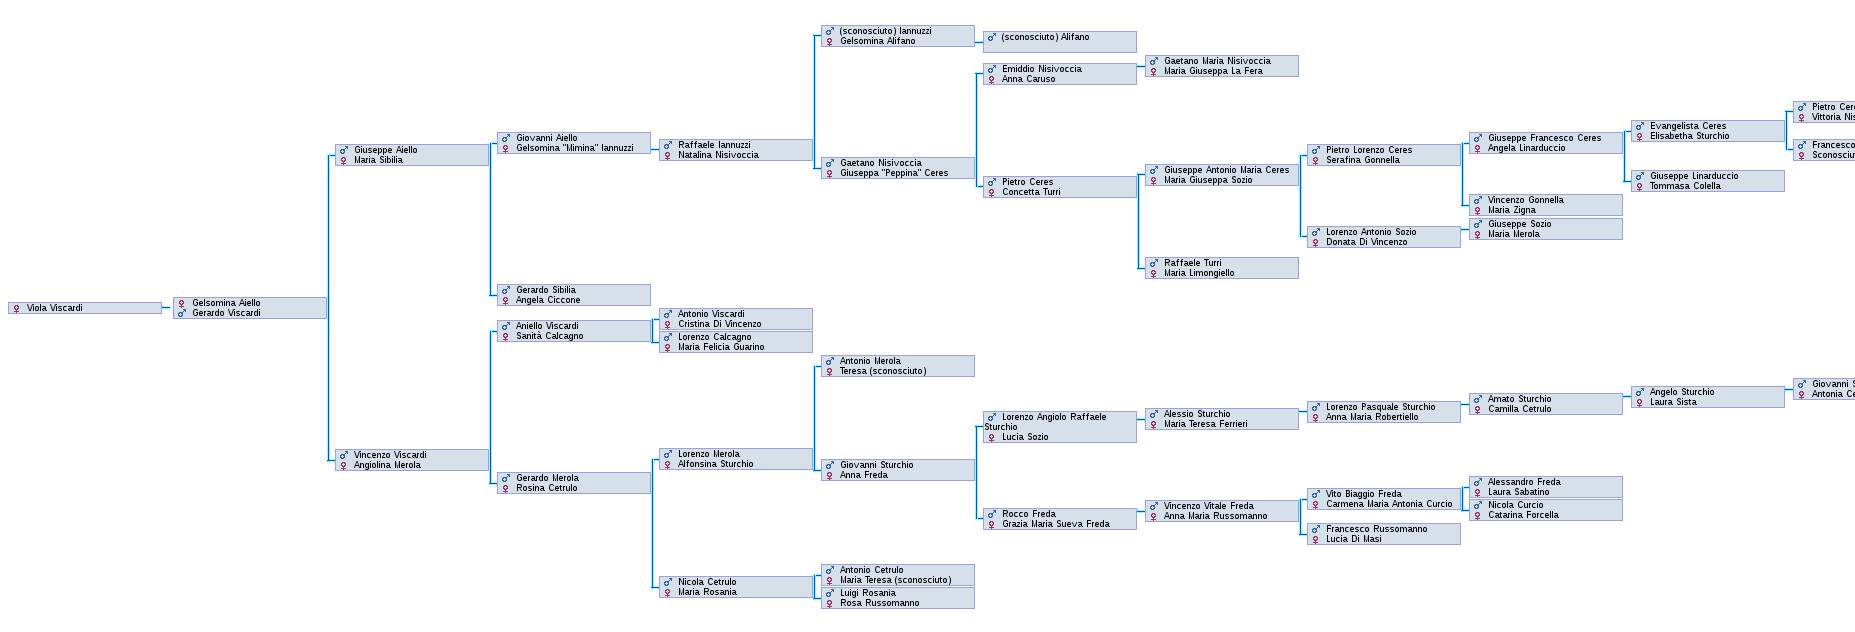 Viola Viscardi
Gelsomina Aiello
Gerardo Viscardi
Giuseppe Aiello
Maria Sibilia
Vincenzo Viscardi
Angiolina Merola
Giovanni Aiello
Gelsomina "Mimina" Iannuzzi
Gerardo Sibilia
Angela Ciccone
Aniello Viscardi
Sanità Calcagno
Gerardo Merola
Rosina Cetrulo
Raffaele Iannuzzi
Natalina Nisivoccia
Antonio Viscardi
Cristina Di Vincenzo
Lorenzo Calcagno
Maria Felicia Guarino
Lorenzo Merola
Alfonsina Sturchio
Nicola Cetrulo
Maria Rosania
(sconosciuto) Iannuzzi
Gelsomina Alifano
Gaetano Nisivoccia
Giuseppa "Peppina" Ceres
Antonio Merola
Teresa (sconosciuto)
Giovanni Sturchio
Anna Freda
Antonio Cetrulo
Maria Teresa (sconosciuto)
Luigi Rosania
Rosa Russomanno
(sconosciuto) Alifano
Emiddio Nisivoccia
Anna Caruso
Pietro Ceres
Concetta Turri
Lorenzo Angiolo Raffaele
Sturchio
Lucia Sozio
Rocco Freda
Grazia Maria Sueva Freda
Gaetano Maria Nisivoccia
Maria Giuseppa La Fera
Giuseppe Antonio Maria Ceres
Maria Giuseppa Sozio
Raffaele Turri
Maria Limongiello
Alessio Sturchio
Maria Teresa Ferrieri
Vincenzo Vitale Freda
Anna Maria Russomanno
Pietro Lorenzo Ceres
Serafina Gonnella
Lorenzo Antonio Sozio
Donata Di Vincenzo
Lorenzo Pasquale Sturchio
Anna Maria Robertiello
Vito Biaggio Freda
Carmena Maria Antonia Curcio
Francesco Russomanno
Lucia Di Masi
Giuseppe Francesco Ceres
Angela Linarduccio
Vincenzo Gonnella
Maria Zigna
Giuseppe Sozio
Maria Merola
Amato Sturchio
Camilla Cetrulo
Alessandro Freda
Laura Sabatino
Nicola Curcio
Catarina Forcella
Evangelista Ceres
Elisabetha Sturchio
Giuseppe Linarduccio
Tommasa Colella
Angelo Sturchio
Laura Sista
Pietro Cer
Vittoria Nis
Francesco
Sconosciut
Giovanni S
Antonia Ce